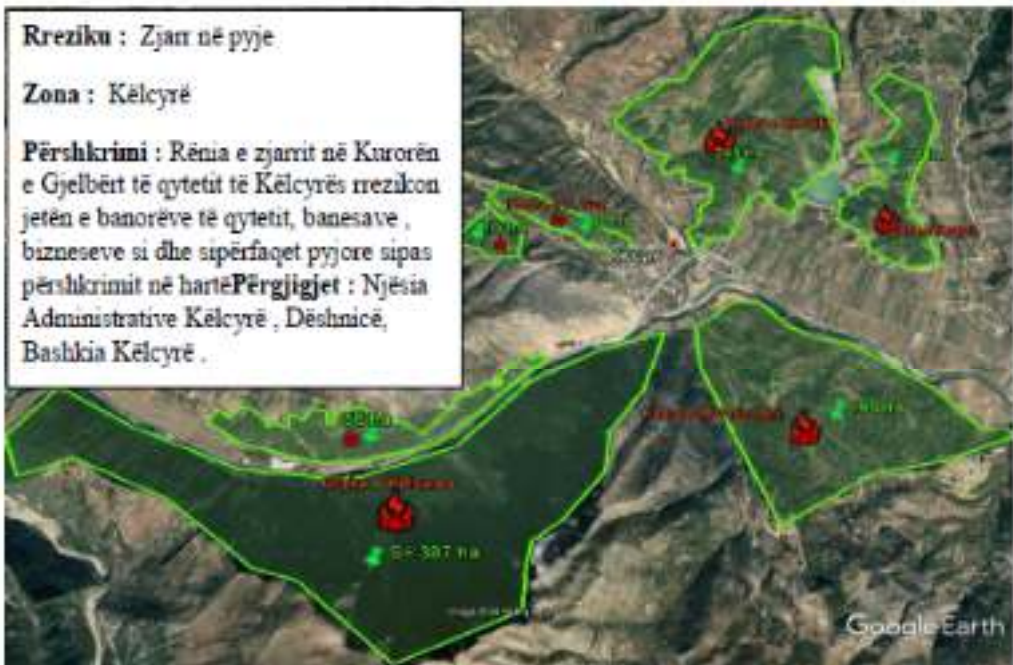 Rreziku : Zjarr në pyje
Zona : Këlcyrë
Përshkrimi : Rënia e zjarrit në Kurorën
e Gjelbërt të qytetit të Këlcyrës rrezikon
jetën e banorëve të qytetit, banesave ,
bizneseve si dhe sipërfaqet pyjore sipas
përshkrimit në hartëPërgjigjet : Njësia
Administrative Këlcyrë , Dëshnicë,
Bashkia Këlcyrë .
S= 387 ha
Google Earth